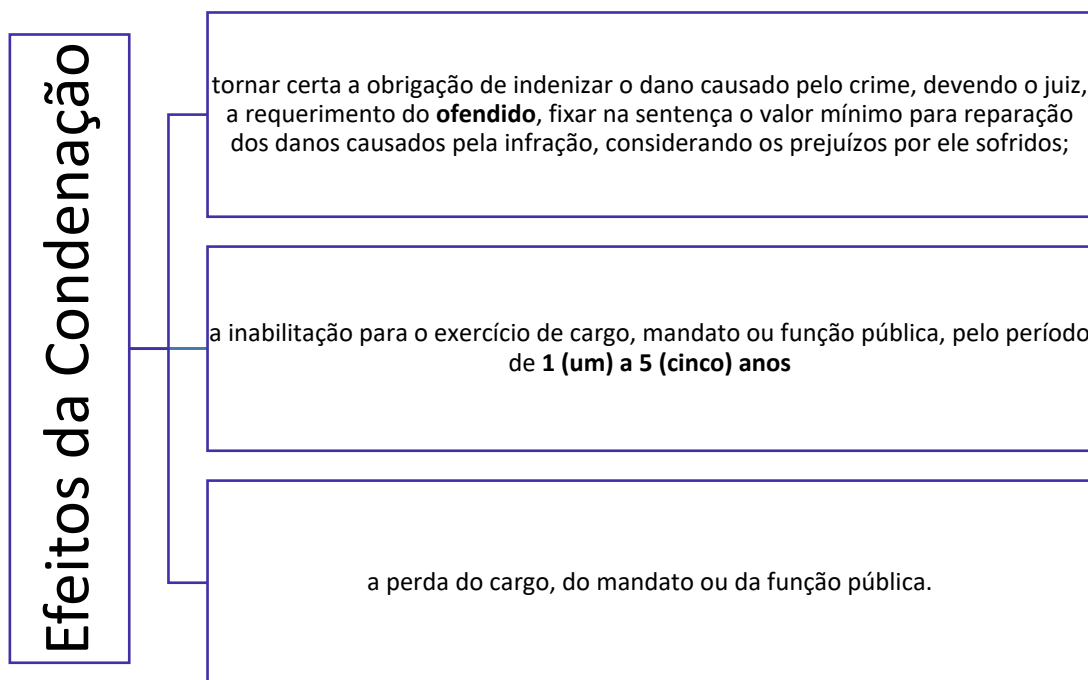 Efeitos da Condenação
tornar certa a obrigação de indenizar o dano causado pelo crime, devendo o juiz,
a requerimento do ofendido, fixar na sentença o valor mínimo para reparação
dos danos causados pela infração, considerando os prejuízos por ele sofridos;
a inabilitação para o exercício de cargo, mandato ou função pública, pelo período
de 1 (um) a 5 (cinco) anos
a perda do cargo, do mandato ou da função pública.